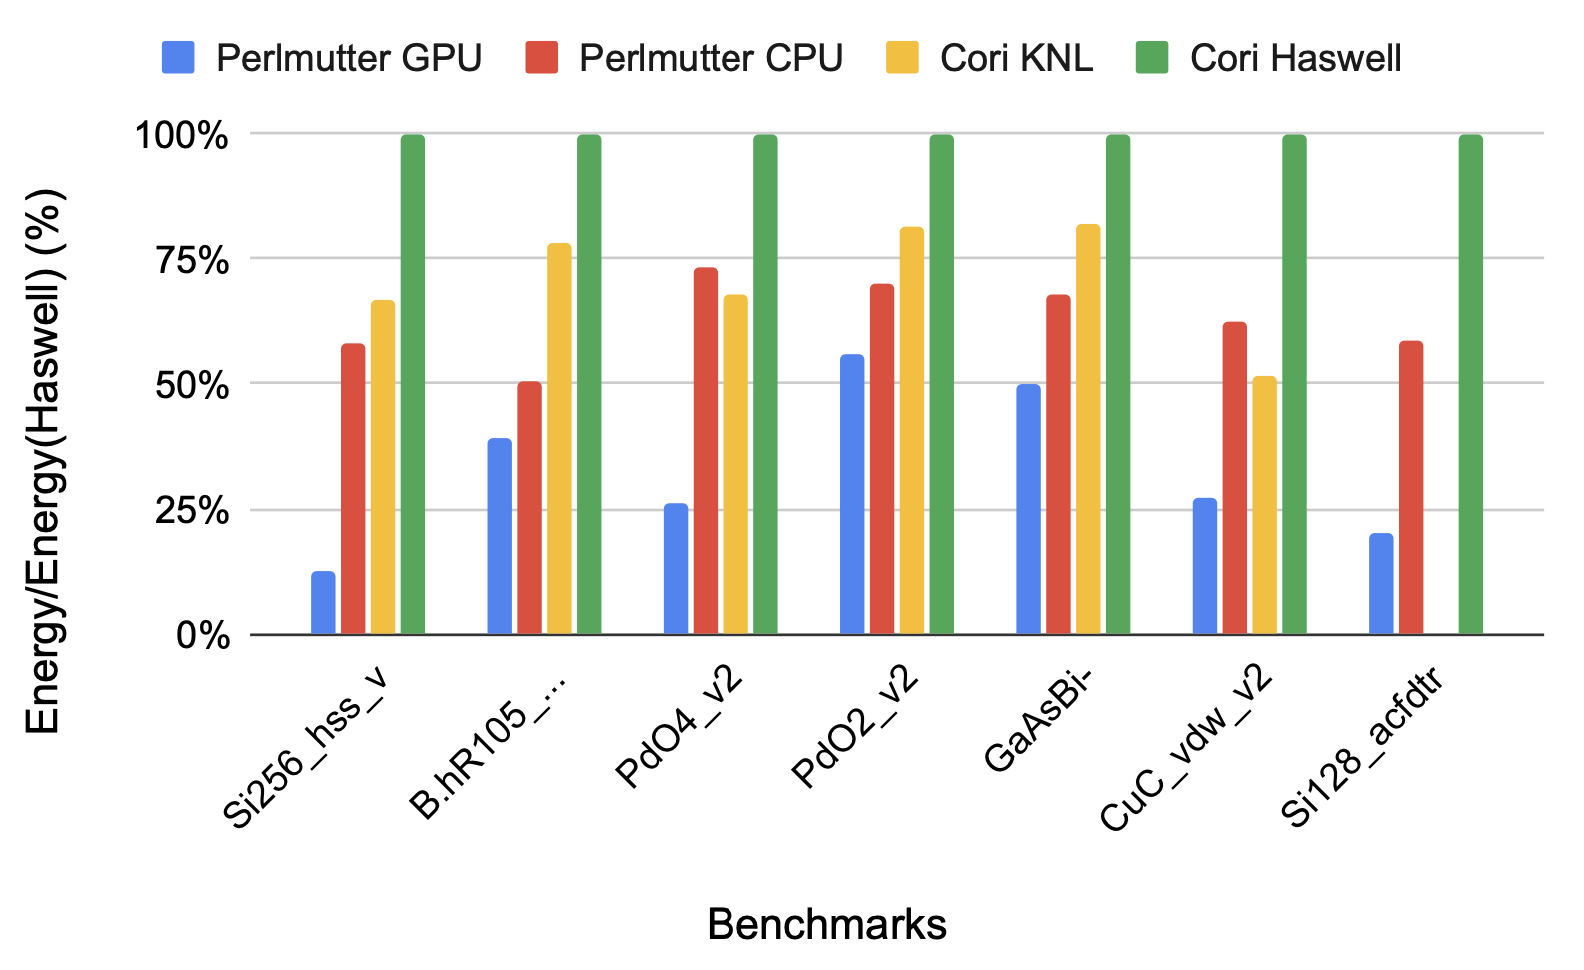 Perlmutter GPU Perlmutter CPU Cori KNL Cori Haswell
Energy/Energy(Haswell) (%)
100%
75%
50%
25%
0%
Si256_hss_v
B.hR105_...
PdO4_v2
PdO2_v2
GaAsBi-
CuC_vdw_v2
Si128_acfdtr
Benchmarks